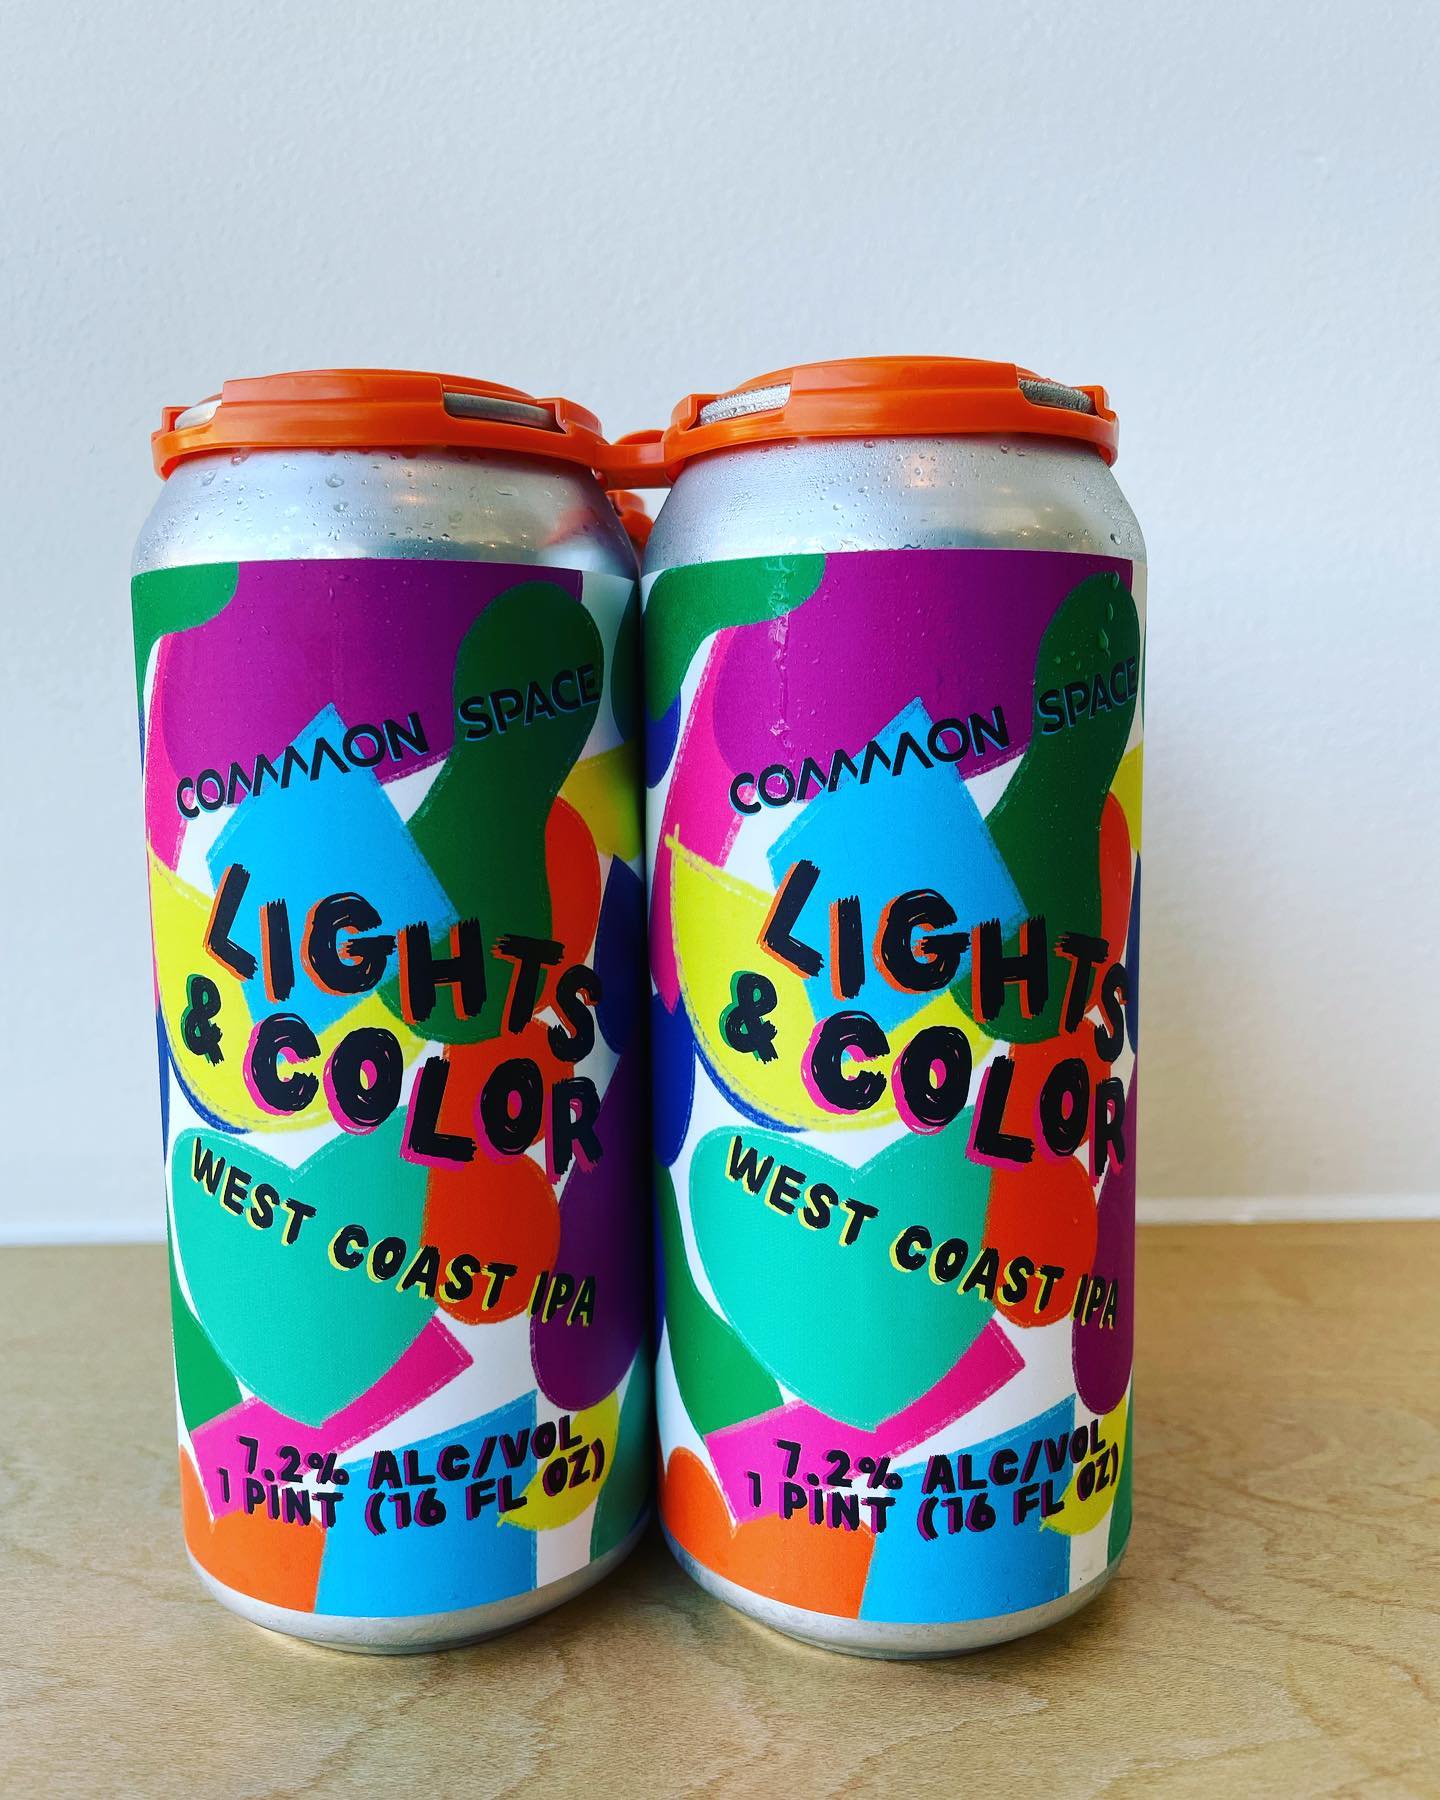 COMMON SPACE
LIGHTS
& COLOR
WEST COAST IPA
7.2% ALC/VOL
1 PINT (16 FL OZ)
COMMON SPACE
LIGHTS
& COLOR
WEST COAST IPA
7.2% ALC/VOL
1 PINT (16 FL OZ)